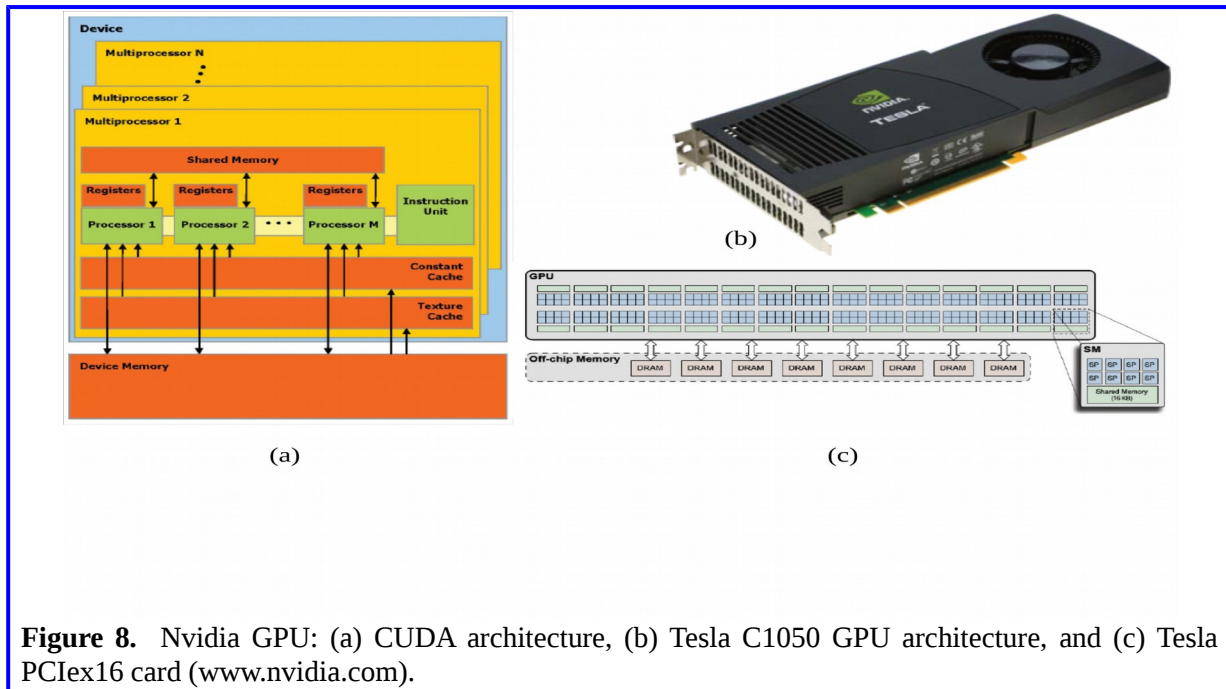 Device
Multiprocessor N
Multiprocessor 2
Multiprocessor 1
Shared Memory
Registers Registers Registers
Instruction
Unit
Processor 1 Processor 2 Processor M
Constant
Cache
Texture
Cache
Device Memory
(a)
NVIDIA.
TESLA
(b)
GPU
Off-chip Memory
DRAM DRAM DRAM DRAM DRAM DRAM DRAM DRAM
SM
SP SP SP SP
SP SP SP SP
Shared Memory
(16 KB)
(c)
Figure 8. Nvidia GPU: (a) CUDA architecture, (b) Tesla C1050 GPU architecture, and (c) Tesla
PCIex16 card (www.nvidia.com).